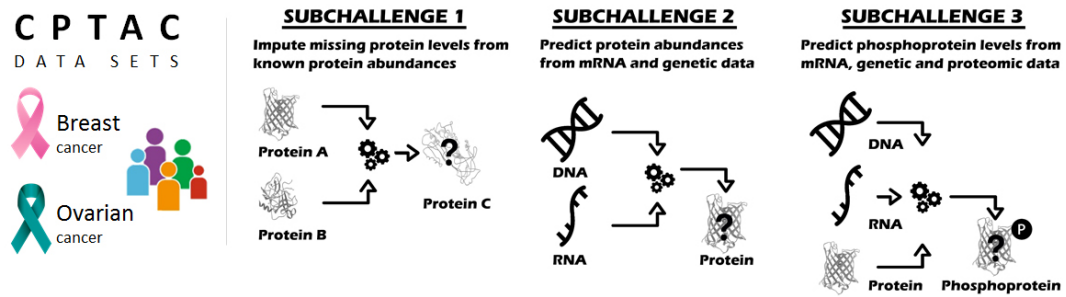 CPTAC
DATA SETS
Breast
cancer
Ovarian
cancer
SUBCHALLENGE 1
Impute missing protein levels from
known protein abundances
Protein A
Protein B
?
Protein C
SUBCHALLENGE 2
Predict protein abundances
from mRNA and genetic data
DNA
RNA
?
Protein
SUBCHALLENGE 3
Predict phosphoprotein levels from
mRNA, genetic and proteomic data
DNA
RNA
Protein
P
?
Phosphoprotein